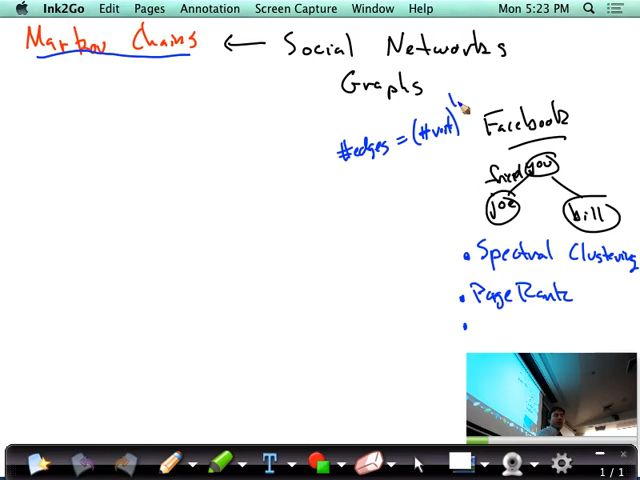 Ink2Go File Edit Pages Annotation Screen Capture Window Help Mon 5:23 PM
Markov Chains ← Social Networks
Graphs
#edges = (#vert)
Facebook
friend you
joe bill
• Spectral Clustering
• PageRank
•
1 / 1